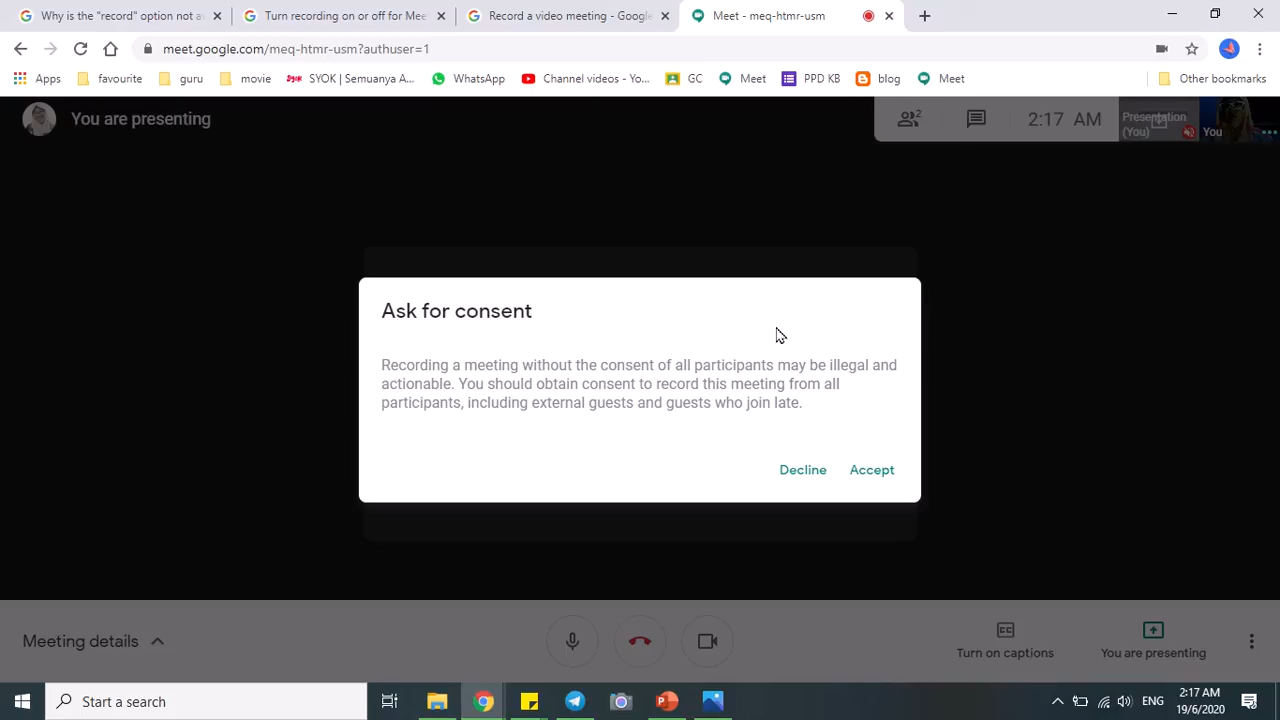 Why is the "record" option not av
Turn recording on or off for Mee
Record a video meeting - Google
Meet - meq-htmr-usm
meet.google.com/meq-htmr-usm?authuser=1
Apps
favourite
guru
movie
SYOK | Semuanya A...
WhatsApp
Channel videos - Yo...
GC
Meet
PPD KB
blog
Meet
Other bookmarks
You are presenting
2
2:17 AM
Presentation
(You)
You
Ask for consent
Recording a meeting without the consent of all participants may be illegal and
actionable. You should obtain consent to record this meeting from all
participants, including external guests and guests who join late.
Decline
Accept
Meeting details
Turn on captions
You are presenting
Start a search
ENG
2:17 AM
19/6/2020